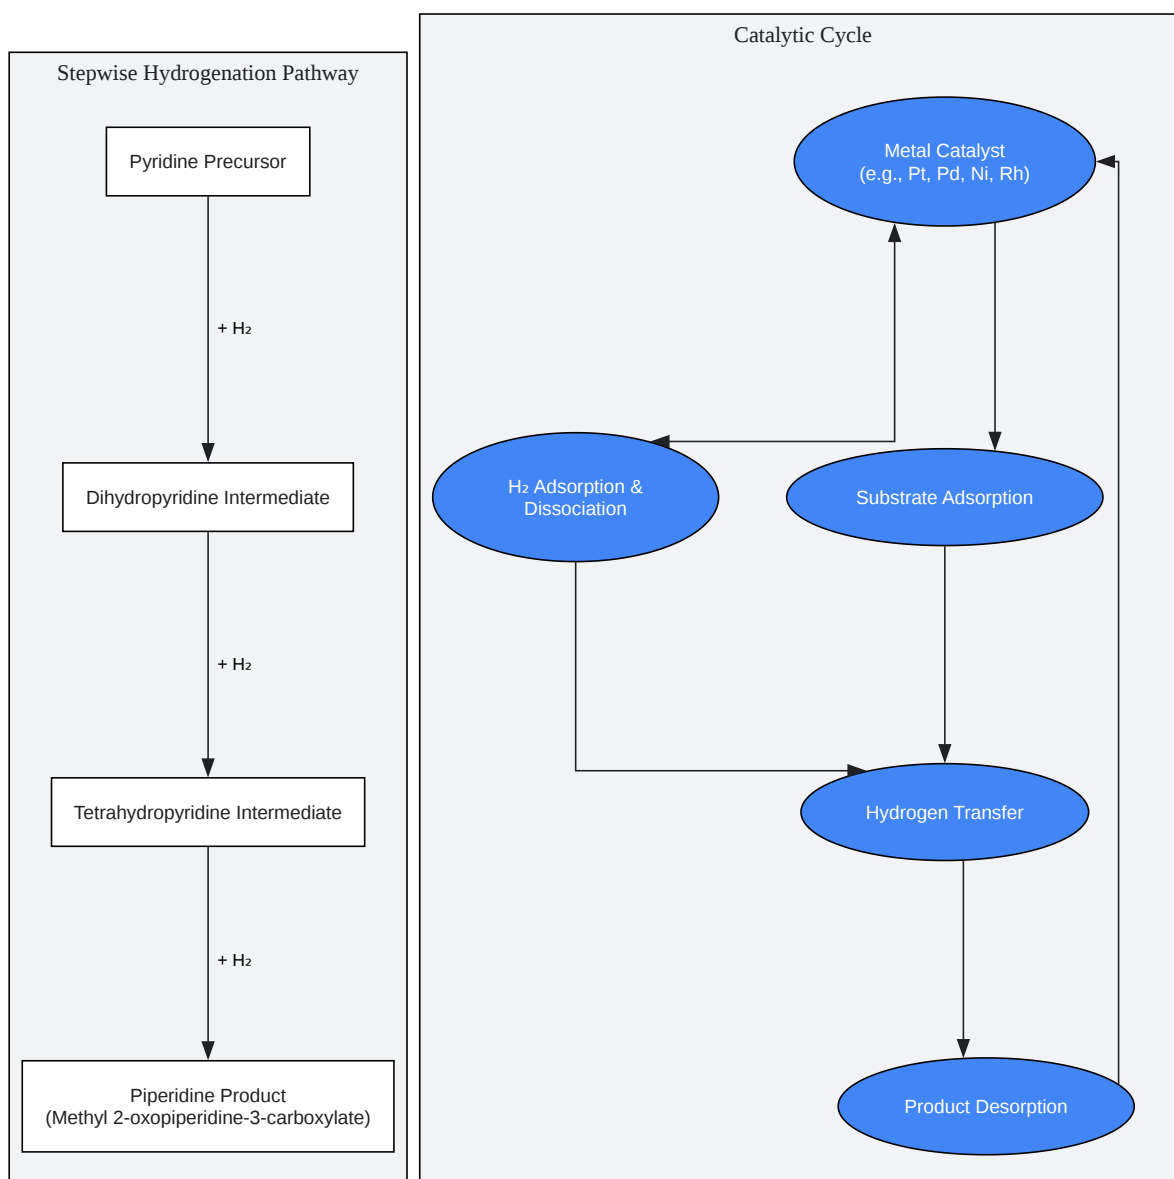 Stepwise Hydrogenation Pathway
Pyridine Precursor
+ H₂
Dihydropyridine Intermediate
+ H₂
Tetrahydropyridine Intermediate
+ H₂
Piperidine Product
(Methyl 2-oxopiperidine-3-carboxylate)
Catalytic Cycle
Metal Catalyst
(e.g., Pt, Pd, Ni, Rh)
H₂ Adsorption &
Dissociation
Substrate Adsorption
Hydrogen Transfer
Product Desorption